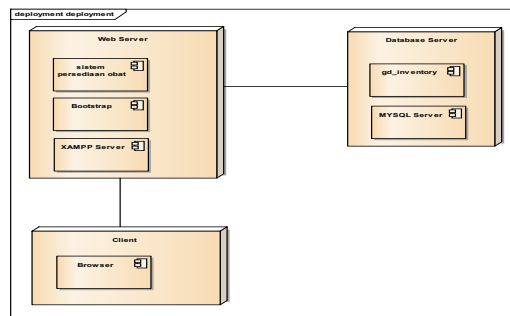 deployment deployment
Web Server
sistem
persediaan obat
Bootstrap
XAMPP Server
Database Server
gd_inventory
MYSQL Server
Client
Browser